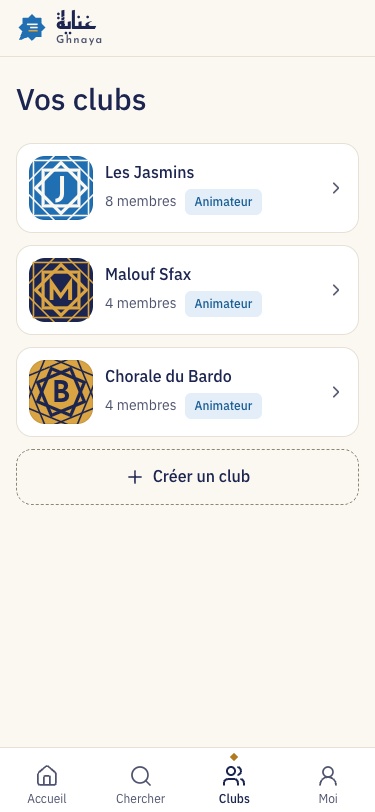 غناية
Ghnaya
Vos clubs
J
Les Jasmins
8 membres Animateur
M
Malouf Sfax
4 membres Animateur
B
Chorale du Bardo
4 membres Animateur
Créer un club
Accueil Chercher Clubs Moi